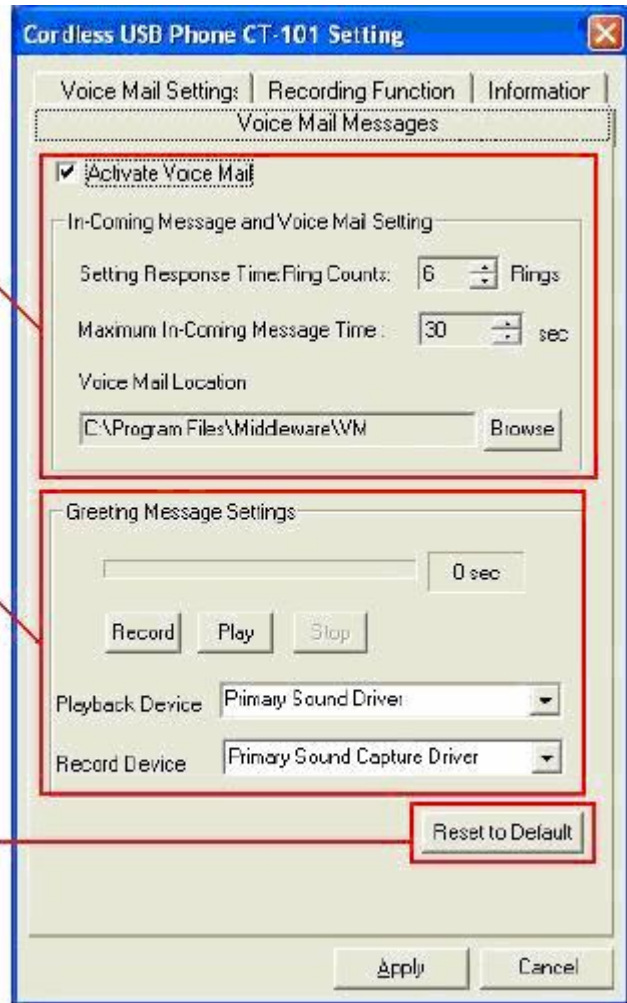 Cordless USB Phone CT-101 Setting
Voice Mail Settings Recording Function Information
Voice Mail Messages
Activate Voice Mail
In-Coming Message and Voice Mail Setting
Setting Response Time:Ring Counts: 6 Rings
Maximum In-Coming Message Time : 30 sec
Voice Mail Location
C:\Program Files\Middleware\VM Browse
Greeting Message Settings
0 sec
Record Play Stop
Playback Device Primary Sound Driver
Record Device Primary Sound Capture Driver
Reset to Default
Apply Cancel